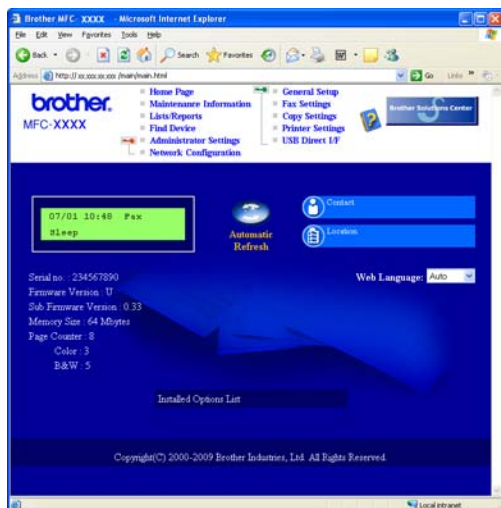 Brother MFC- XXXX - Microsoft Internet Explorer
File Edit View Favorites Tools Help
Back Search Favorites
Address http://xx.xxx.xx.xxx /main/main.html Go Links »
brother.
MFC-XXXX
Home Page
Maintenance Information
Lists/Reports
Find Device
Administrator Settings
Network Configuration
General Setup
Fax Settings
Copy Settings
Printer Settings
USB Direct I/F
Brother Solutions Center
07/01 10:48 Fax
Sleep
Automatic
Refresh
Contact
Location
Serial no. : 234567890
Firmware Version : U
Sub Firmware Version : 0.33
Memory Size : 64 Mbytes
Page Counter : 8
Color : 3
B&W : 5
Web Language: Auto
Installed Options List
Copyright(C) 2000-2009 Brother Industries, Ltd. All Rights Reserved.
Local intranet